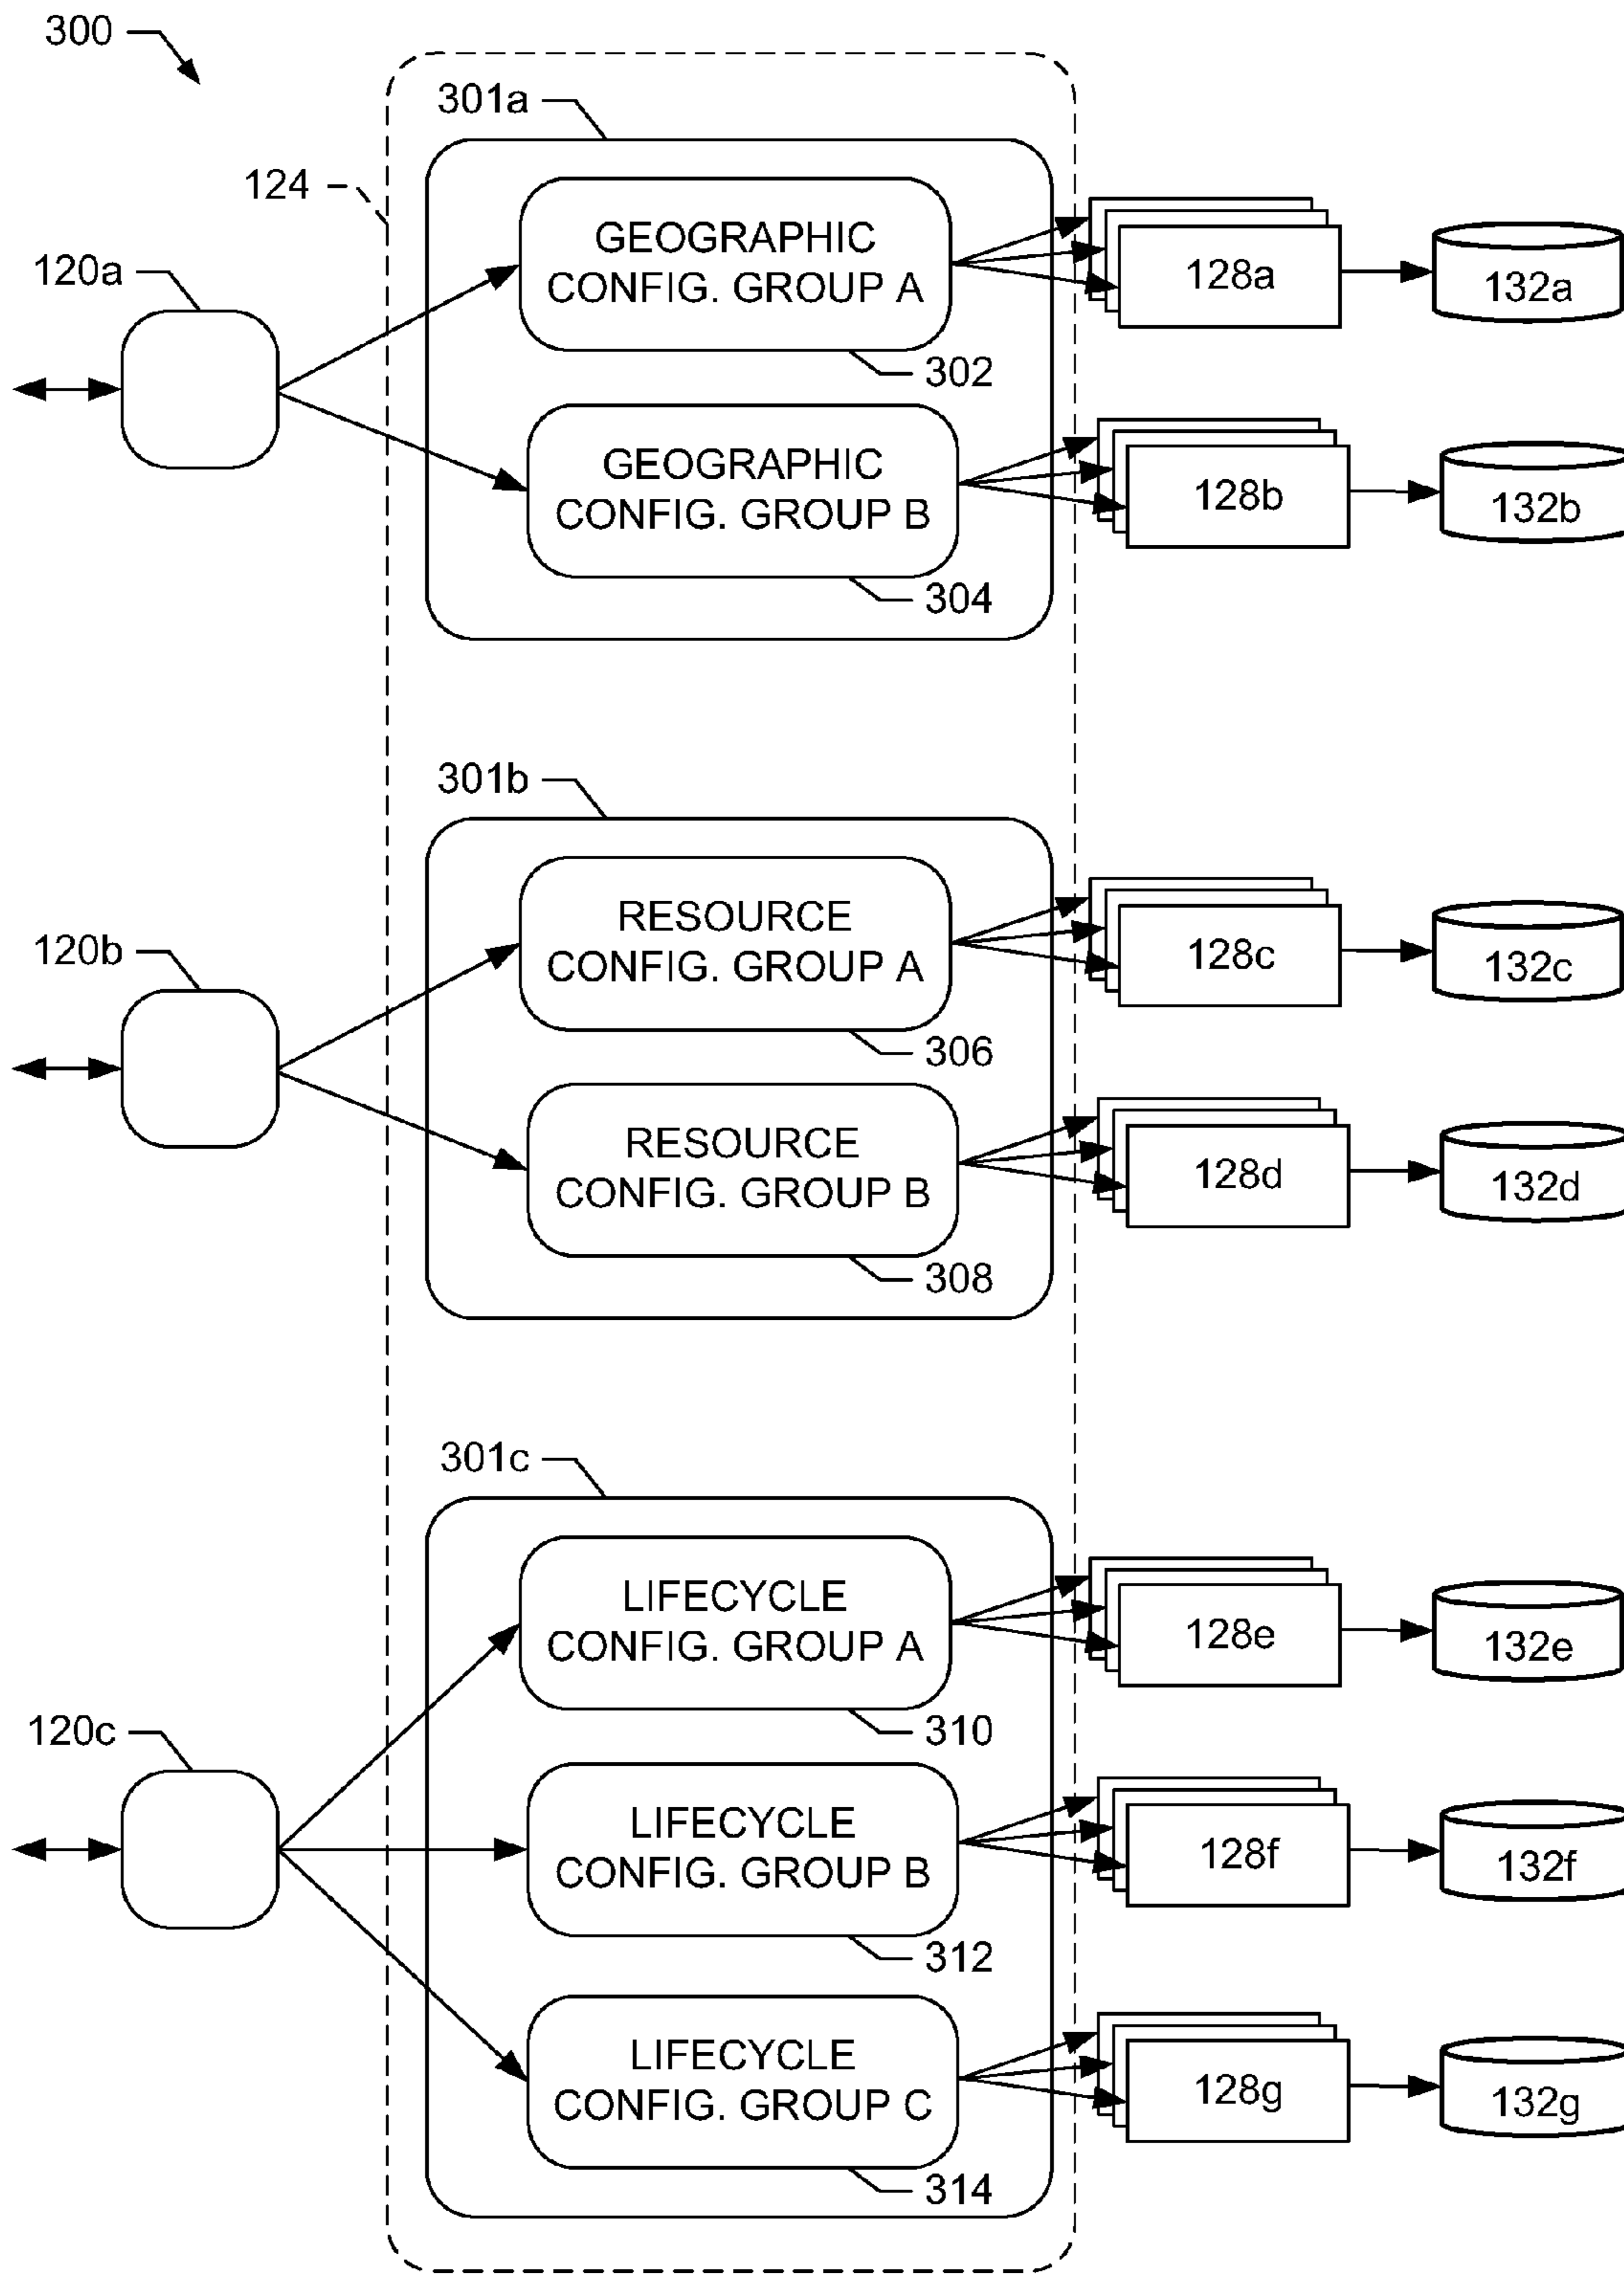 300
301a
124
GEOGRAPHIC
CONFIG. GROUP A
128a
132a
120a
302
GEOGRAPHIC
CONFIG. GROUP B
128b
132b
304
301b
RESOURCE
CONFIG. GROUP A
128c
132c
120b
306
RESOURCE
CONFIG. GROUP B
128d
132d
308
301c
LIFECYCLE
CONFIG. GROUP A
128e
132e
310
120c
LIFECYCLE
CONFIG. GROUP B
128f
132f
312
LIFECYCLE
CONFIG. GROUP C
128g
132g
314